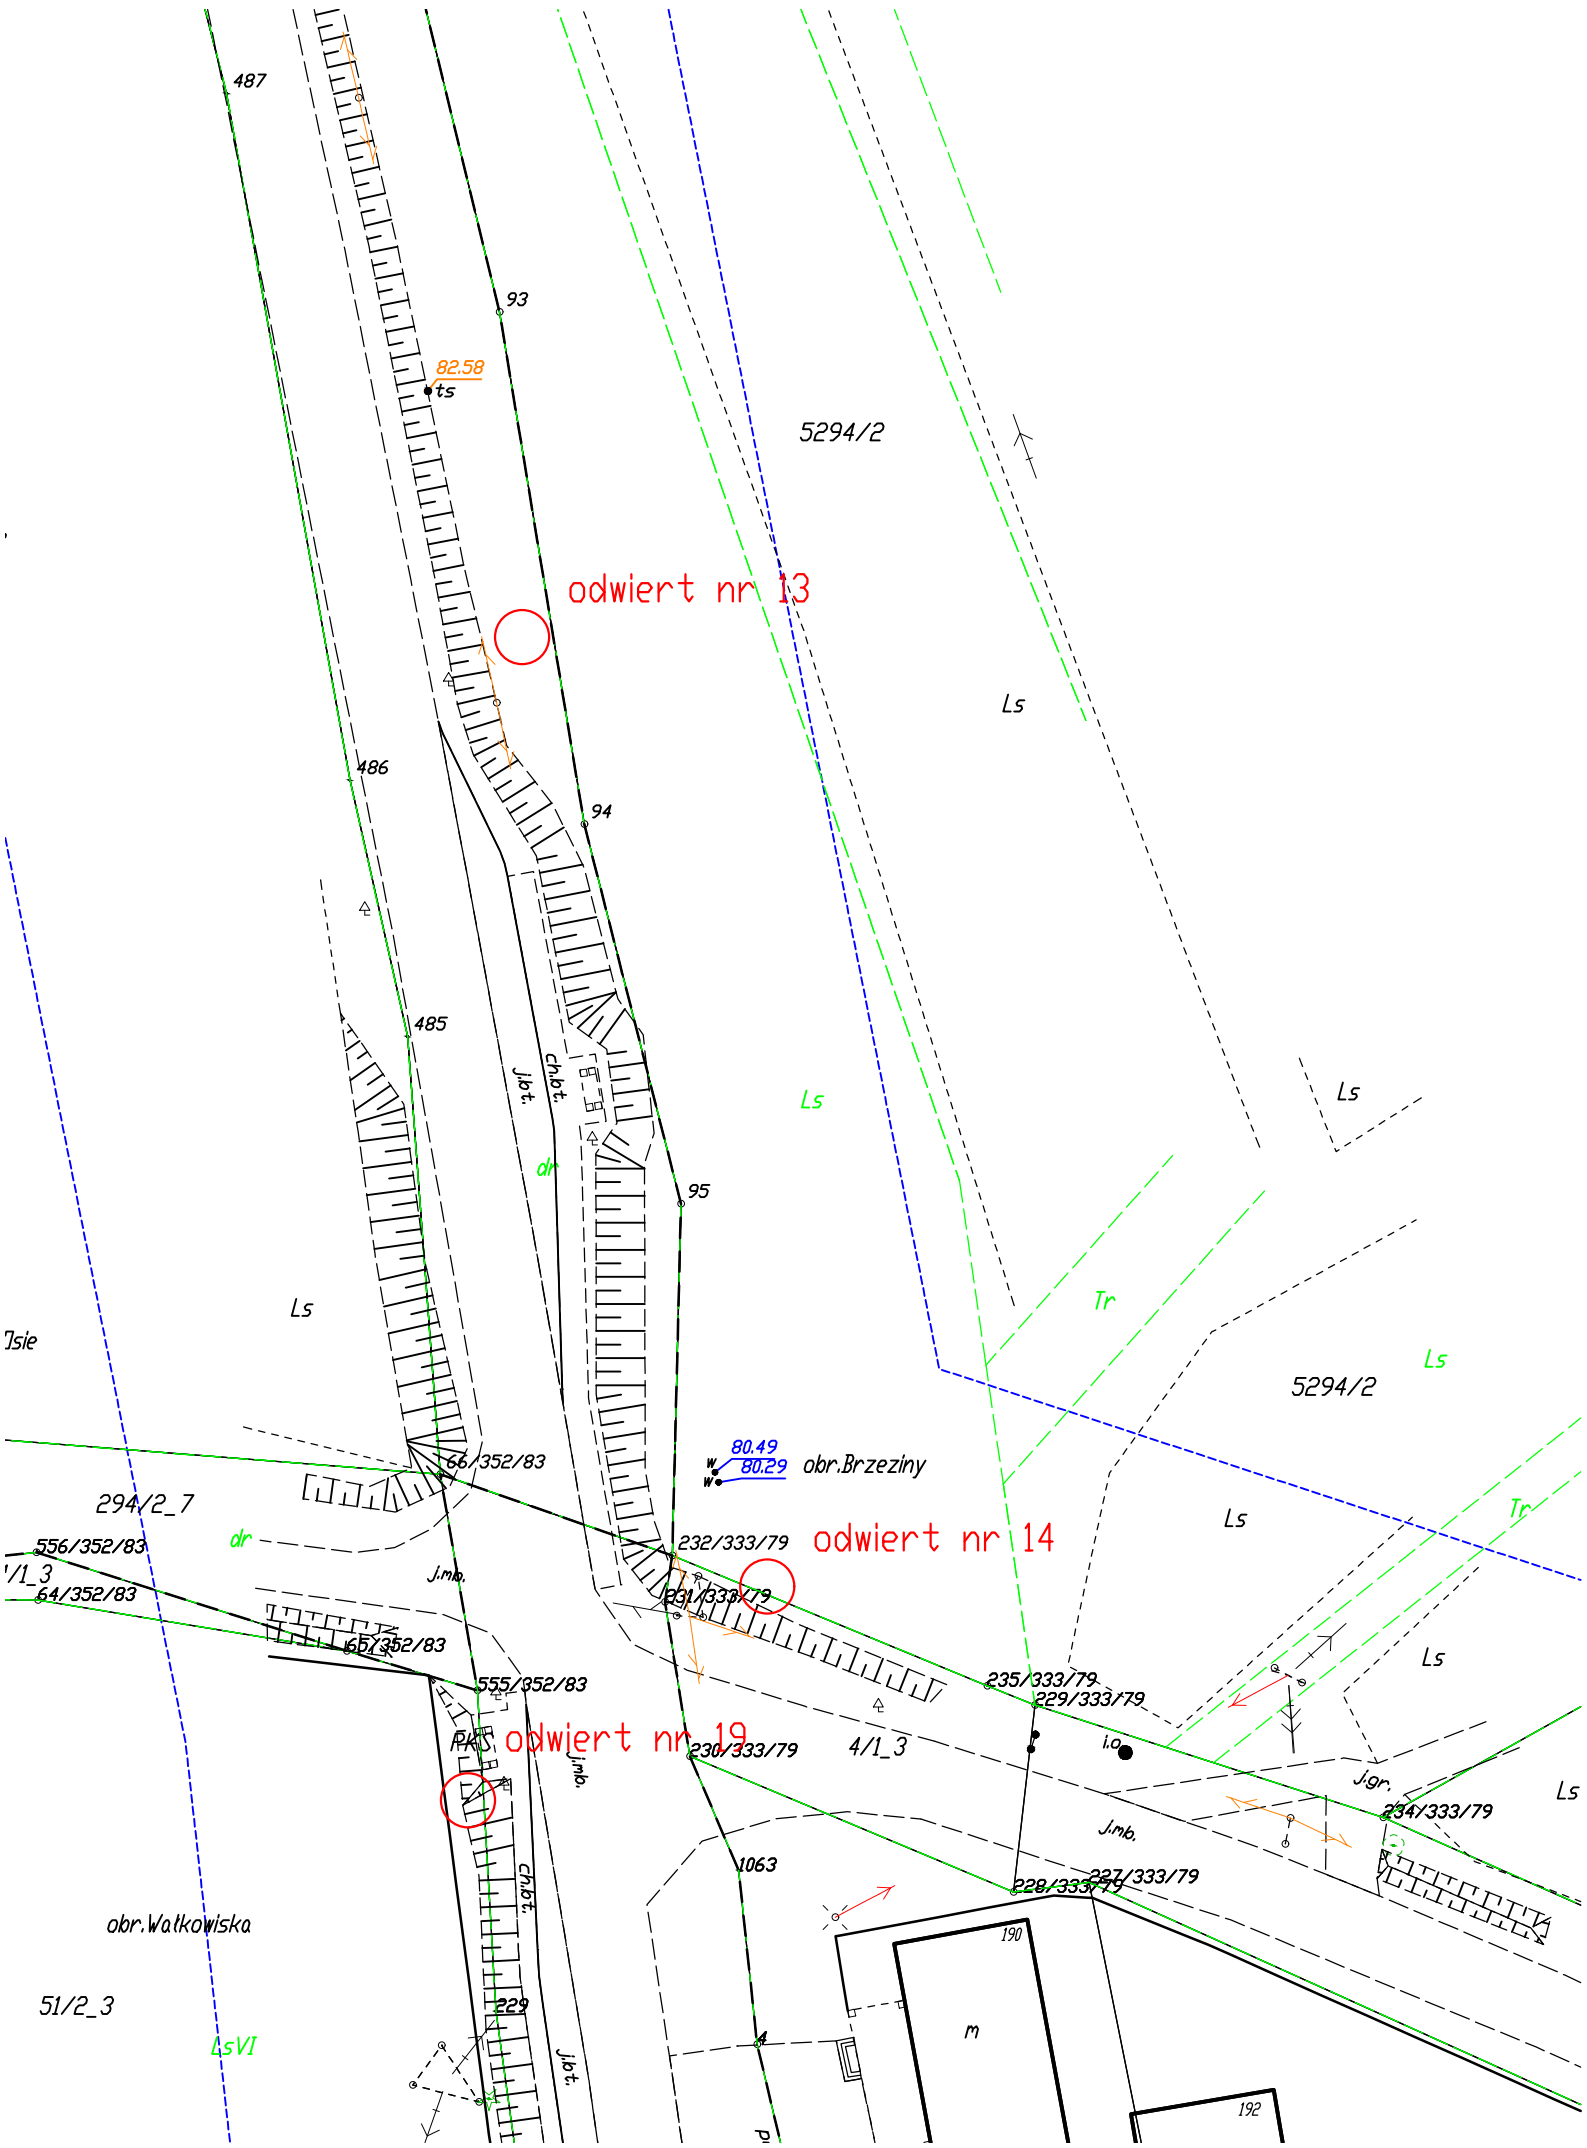 487
93
82.58
ts
5294/2
odwiert nr 13
Ls
486
94
485
j.bt.
ch.bt.
Ls
Ls
dr
95
Ls
Tr
Ls
5294/2
66/352/83
80.49
w
80.29
w
obr.Brzeziny
294/2_7
Tr
Ls
dr
232/333/79
odwiert nr 14
556/352/83
/1_3
j.mb.
64/352/83
231/333/79
65/352/83
Ls
555/352/83
235/333/79
229/333/79
PKS
odwiert nr 19
230/333/79
4/1_3
i.o.
j.mb.
j.gr.
Ls
234/333/79
j.mb.
1063
227/333/79
228/333/79
ch.bt.
obr.Wałkowiska
190
51/2_3
229
m
LsVI
4
j.bt.
192